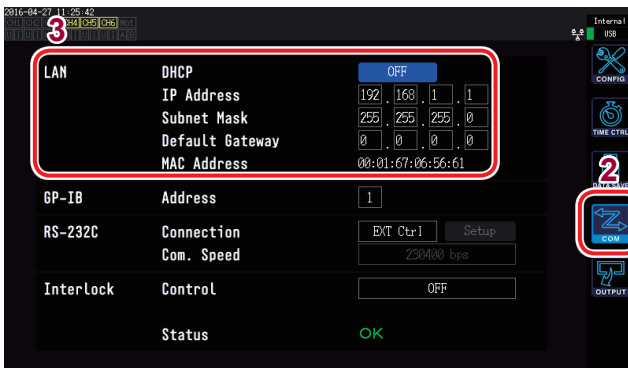 2016-04-27 11:25:42
Internal
CH1 CH2 CH4 CH5 CH6 Mot
USB
3
LAN DHCP OFF
IP Address 192 . 168 . 1 . 1
Subnet Mask 255 . 255 . 255 . 0
Default Gateway 0 . 0 . 0 . 0
MAC Address 00:01:67:06:56:61
GP-IB Address 1
RS-232C Connection EXT Ctrl Setup
Com. Speed 230400 bps
Interlock Control OFF
Status OK
CONFIG
TIME CTRL
2
DATA SAVE
COM
OUTPUT